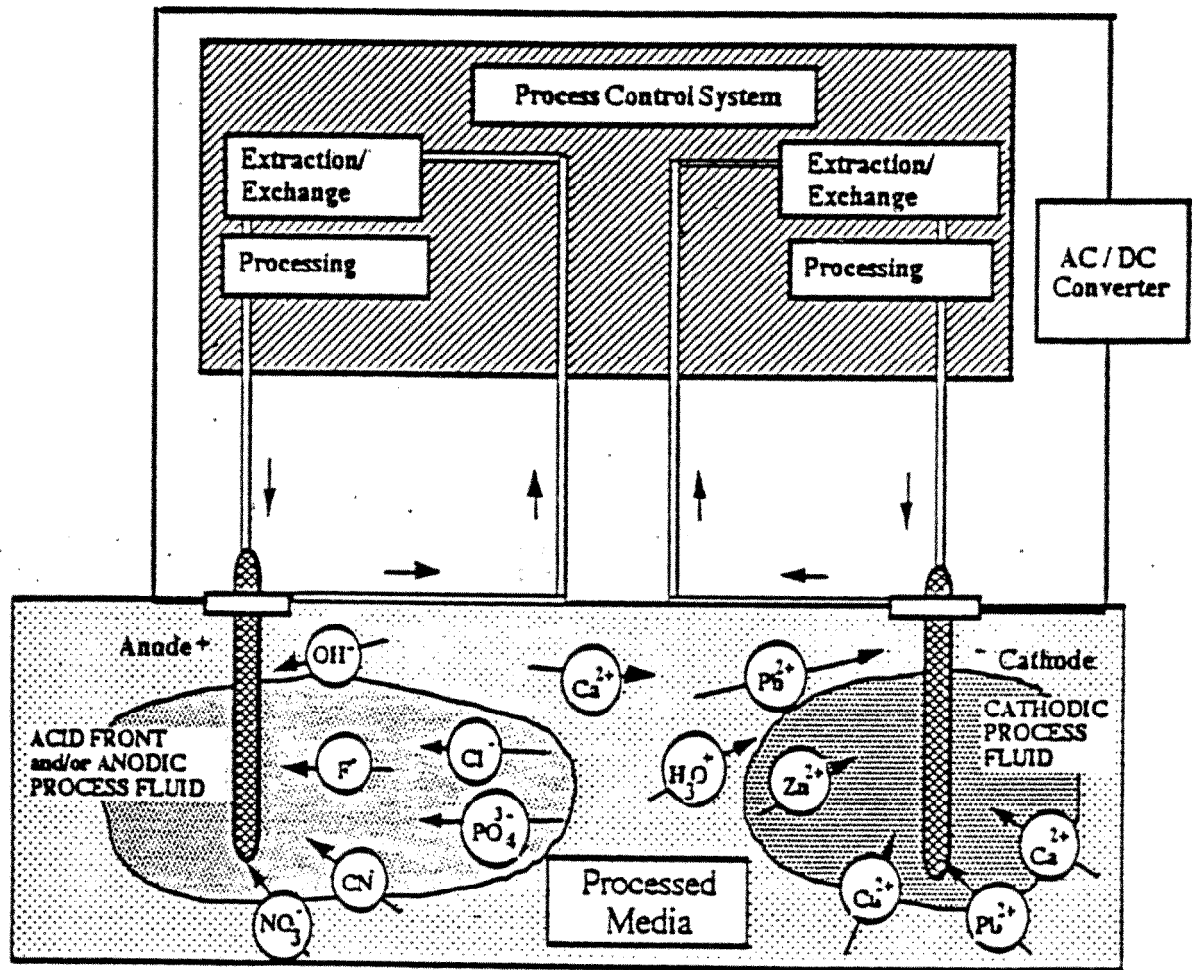 Process Control System
Extraction/
Exchange
Processing
Extraction/
Exchange
Processing
AC / DC
Converter
Anode +
- Cathode
OH⁻
Ca²⁺
Pb²⁺
ACID FRONT
and/or ANODIC
PROCESS FLUID
CATHODIC
PROCESS
FLUID
F⁻
Cl⁻
H₃O⁺
Zn²⁺
PO₄³⁻
Ca²⁺
CN⁻
NO₃⁻
Processed
Media
Pb²⁺